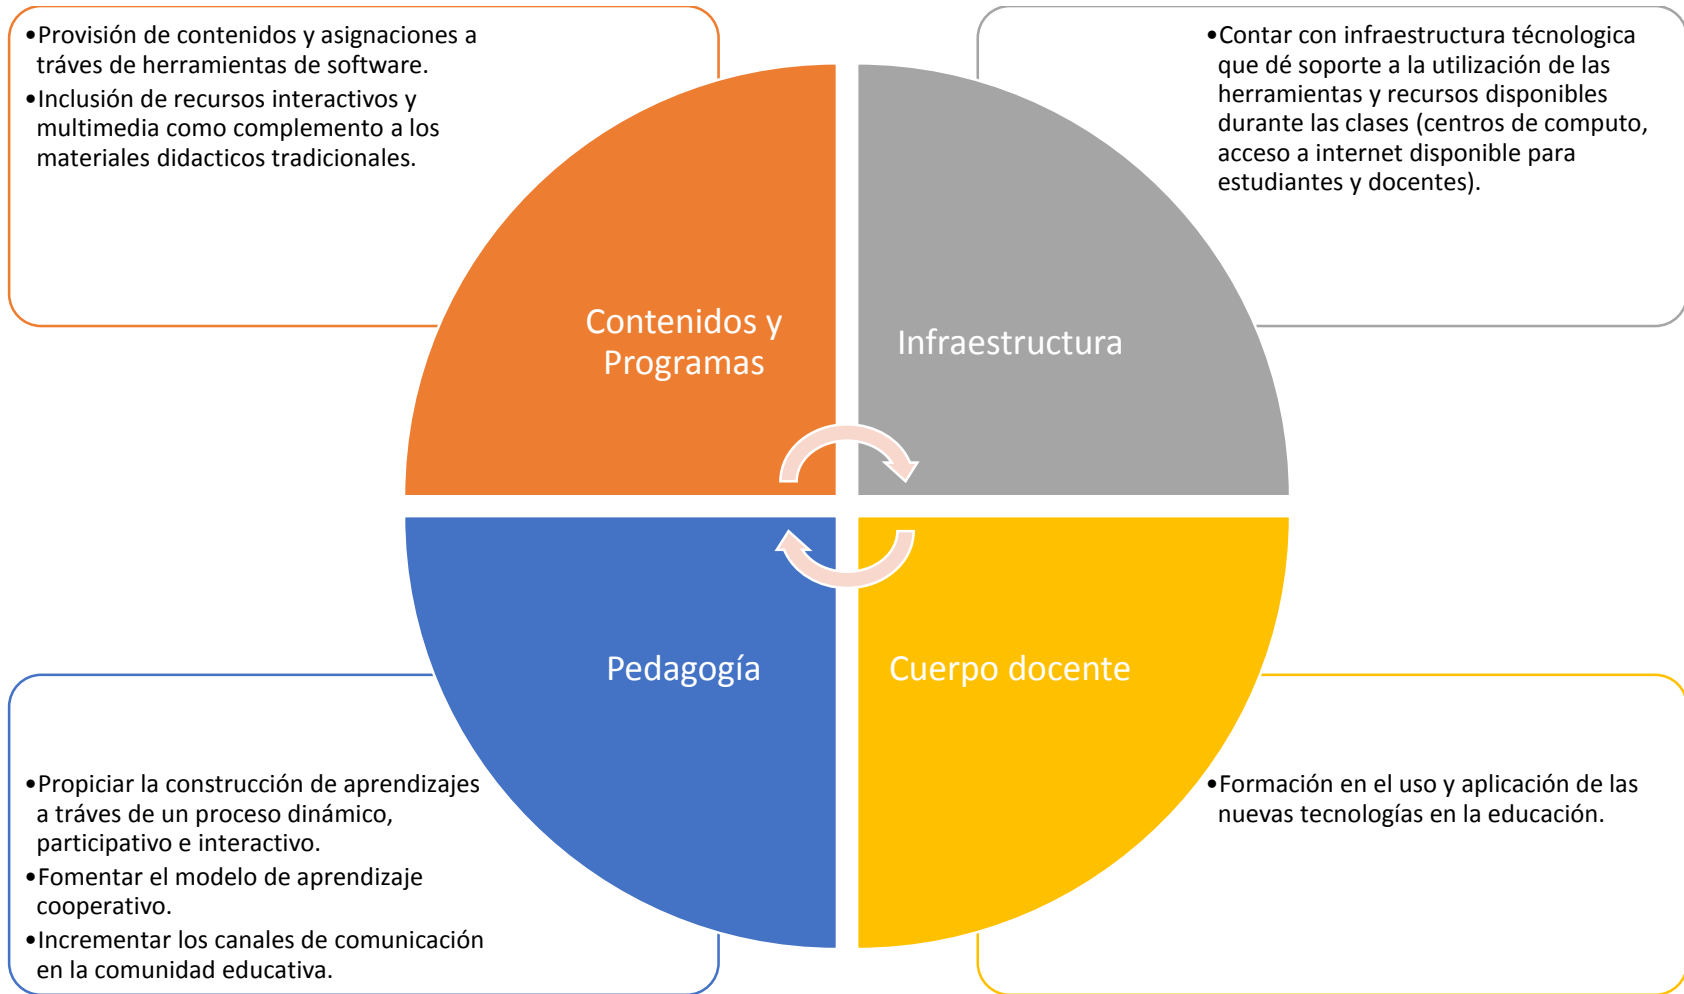 •Provisión de contenidos y asignaciones a
tráves de herramientas de software.
•Inclusión de recursos interactivos y
multimedia como complemento a los
materiales didacticos tradicionales.
•Contar con infraestructura técnologica
que dé soporte a la utilización de las
herramientas y recursos disponibles
durante las clases (centros de computo,
acceso a internet disponible para
estudiantes y docentes).
Contenidos y
Programas
Infraestructura
Pedagogía
Cuerpo docente
•Propiciar la construcción de aprendizajes
a tráves de un proceso dinámico,
participativo e interactivo.
•Fomentar el modelo de aprendizaje
cooperativo.
•Incrementar los canales de comunicación
en la comunidad educativa.
•Formación en el uso y aplicación de las
nuevas tecnologías en la educación.